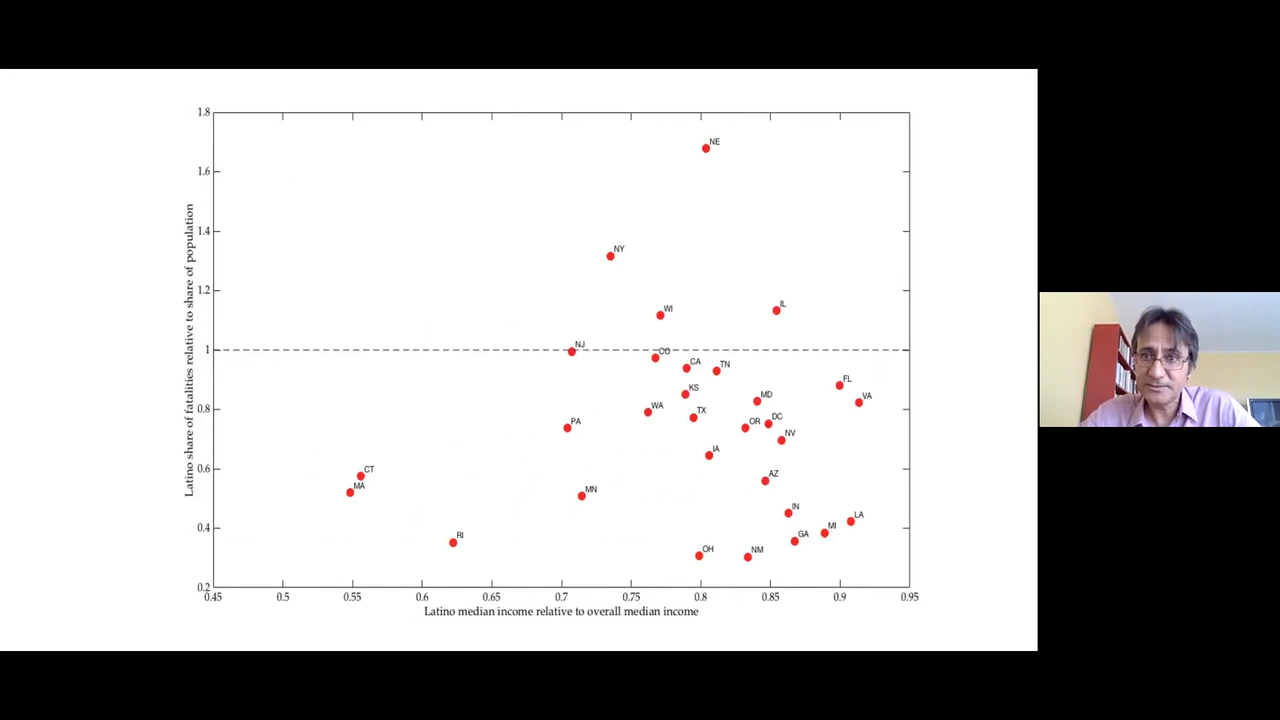 1.8
NE
1.6
1.4
NY
1.2
IL
WI
NJ
1
CO
CA
TN
FL
KS
MD
VA
WA
0.8
TX
DC
PA
OR
NV
IA
CT
0.6
AZ
MA
MN
IN
LA
0.4
MI
RI
GA
OH
NM
0.2
Latino share of fatalities relative to share of population
0.45 0.5 0.55 0.6 0.65 0.7 0.75 0.8 0.85 0.9 0.95
Latino median income relative to overall median income